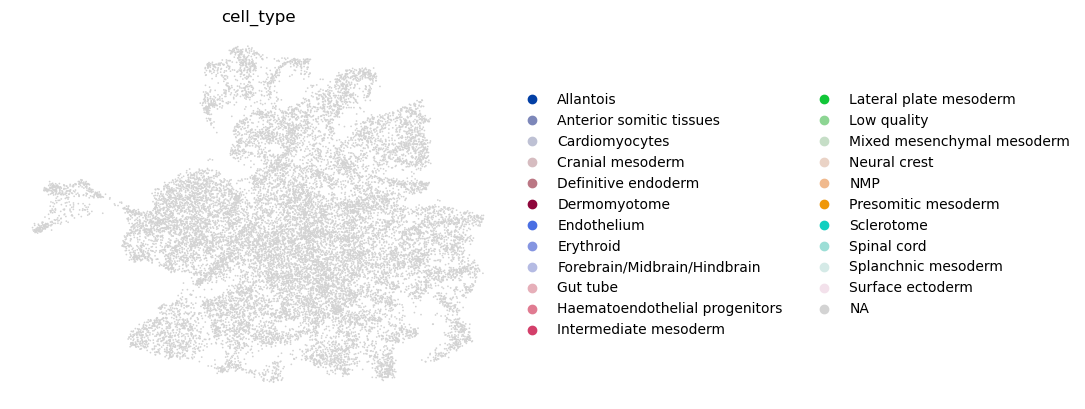 cell_type
Allantois
Anterior somitic tissues
Cardiomyocytes
Cranial mesoderm
Definitive endoderm
Dermomyotome
Endothelium
Erythroid
Forebrain/Midbrain/Hindbrain
Gut tube
Haematoendothelial progenitors
Intermediate mesoderm
Lateral plate mesoderm
Low quality
Mixed mesenchymal mesoderm
Neural crest
NMP
Presomitic mesoderm
Sclerotome
Spinal cord
Splanchnic mesoderm
Surface ectoderm
NA